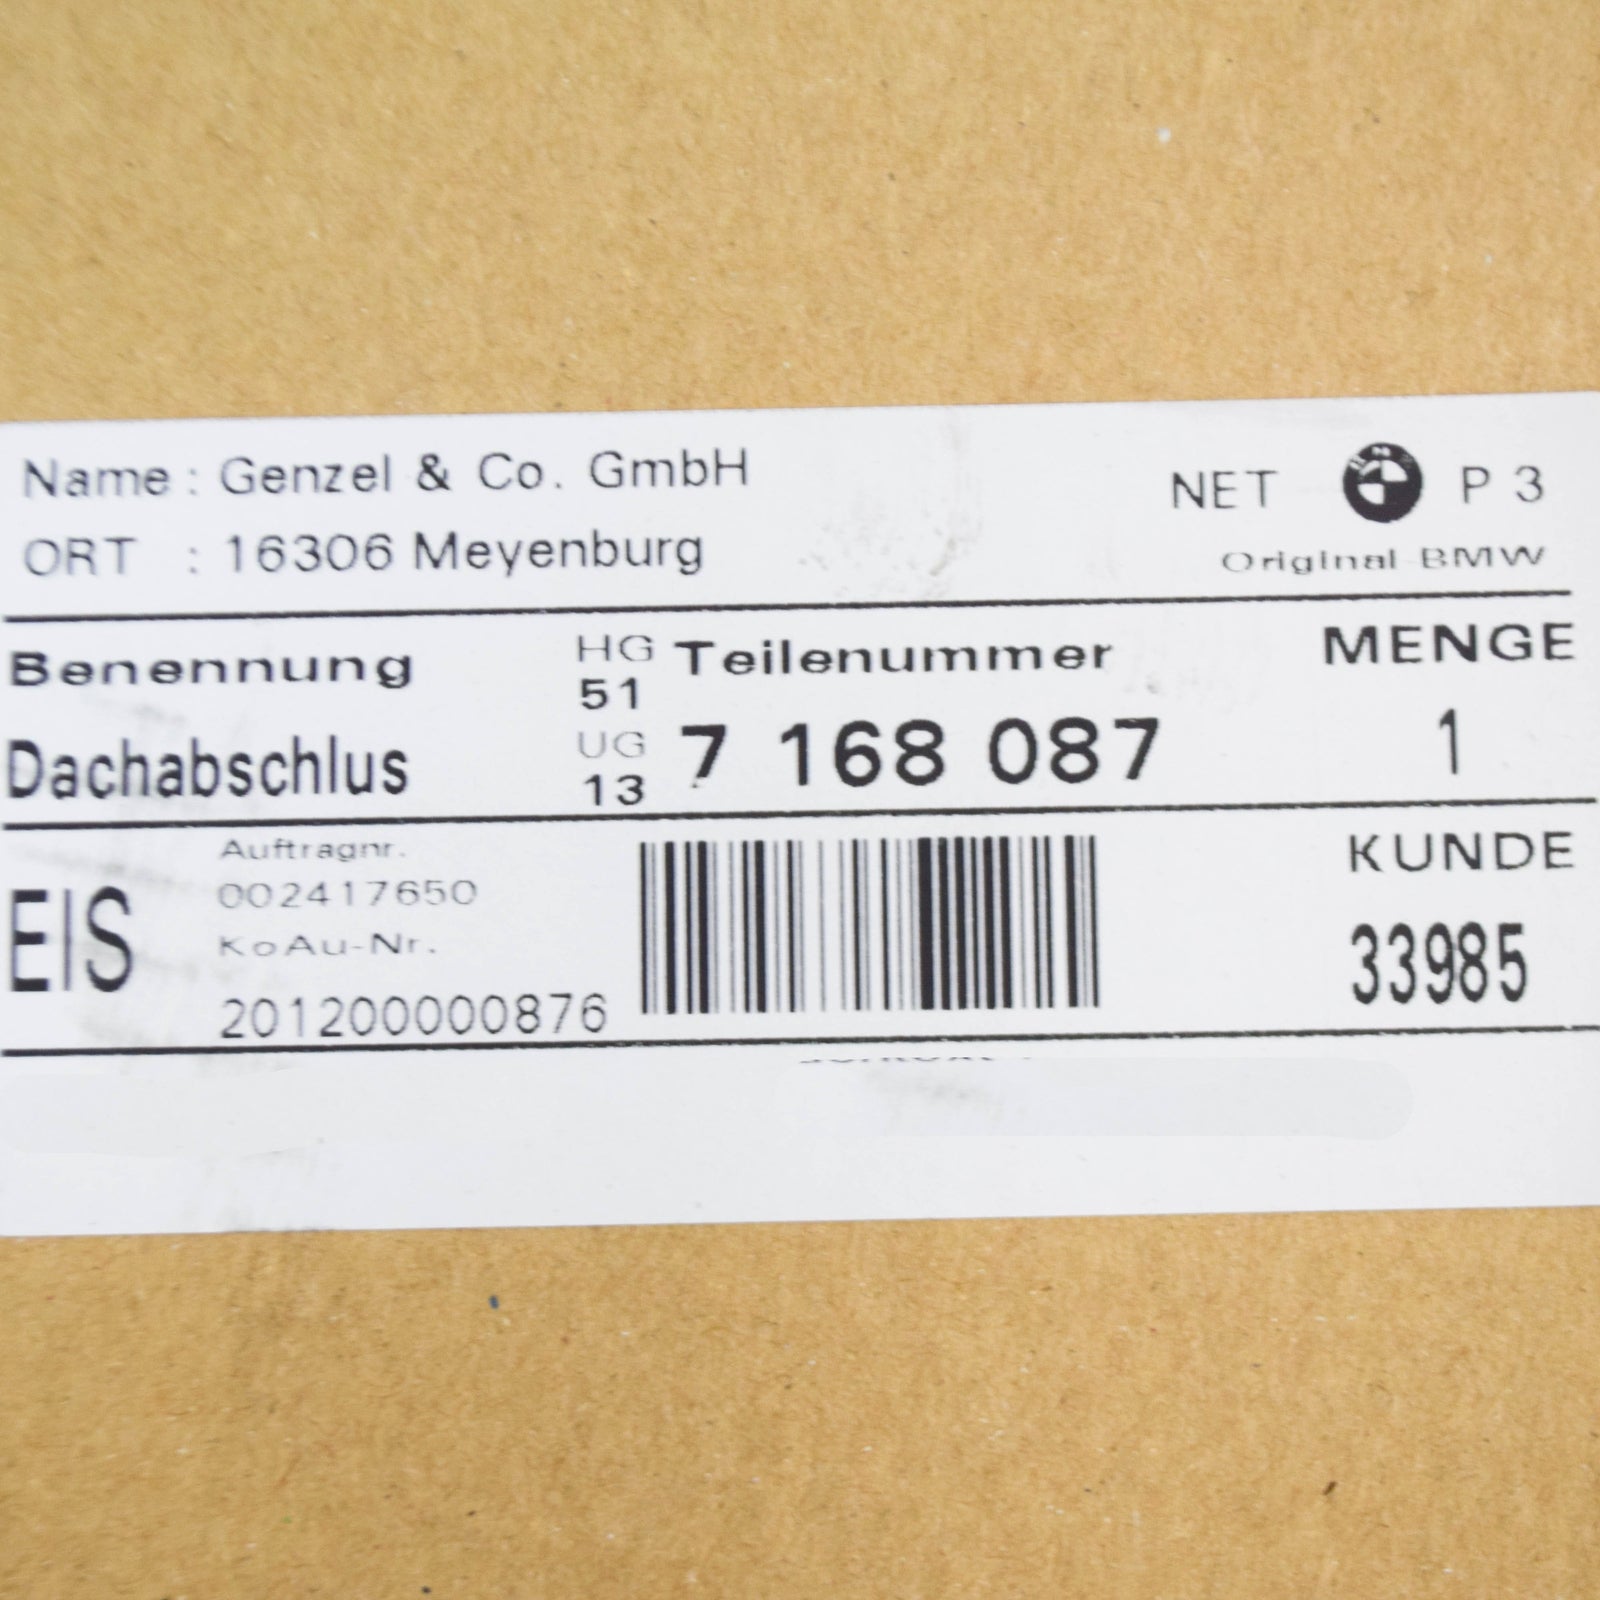 Name : Genzel & Co. GmbH
NET P 3
ORT : 16306 Meyenburg
Original BMW
Benennung HG Teilenummer MENGE
51
Dachabschlus UG 7 168 087 1
13
Auftragnr. KUNDE
002417650
EIS KoAu-Nr. 33985
201200000876